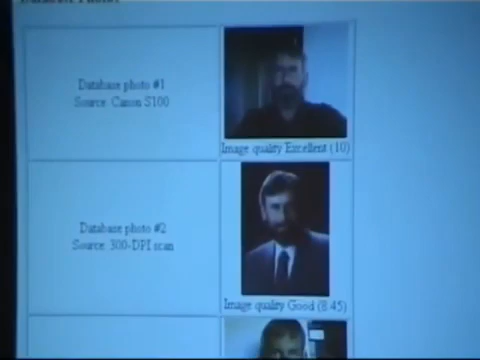 Database photo #1
Source: Canon S100
Image quality Excellent (10)
Database photo #2
Source: 300-DPI scan
Image quality Good (8.45)